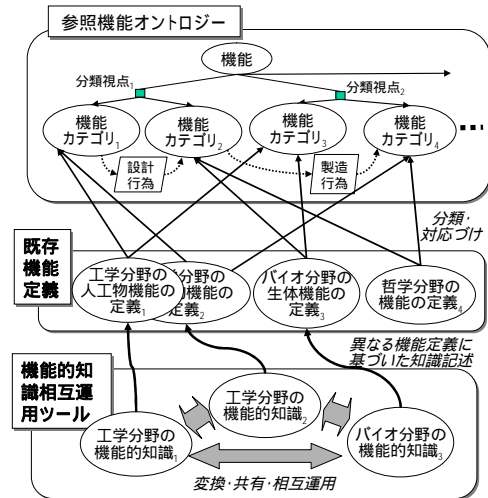 参照機能オントロジー
機能
分類視点1
分類視点2
機能
カテゴリ1
機能
カテゴリ2
機能
カテゴリ3
機能
カテゴリ4
設計
行為
製造
行為
分類・
対応づけ
既存
機能
定義
工学分野の
人工物機能の
定義1
分野の
物機能の
定義2
バイオ分野の
生体機能の
定義3
哲学分野の
機能の定義4
異なる機能定義に
基づいた知識記述
機能的知
識相互運
用ツール
工学分野の
機能的知識1
工学分野の
機能的知識2
バイオ分野の
機能的知識3
変換・共有・相互運用